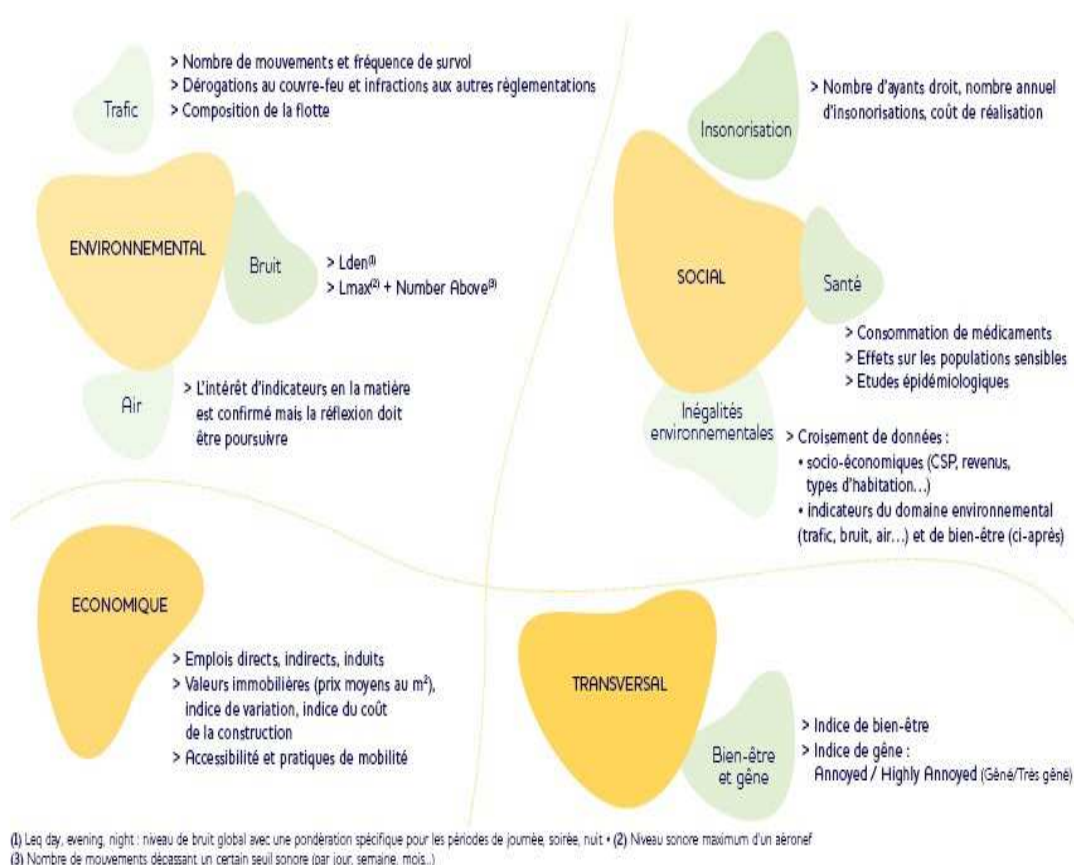 Trafic
> Nombre de mouvements et fréquence de survol
> Dérogations au couvre-feu et infractions aux autres règlementations
> Composition de la flotte
ENVIRONNEMENTAL
Bruit
> Lden(1)
> Lmax(2) + Number Above(3)
Air
> L'intérêt d'indicateurs en la matière
est confirmé mais la réflexion doit
être poursuivre
Insonorisation
> Nombre d'ayants droit, nombre annuel
d'insonorisations, coût de réalisation
SOCIAL
Santé
> Consommation de médicaments
> Effets sur les populations sensibles
> Etudes épidémiologiques
Inégalités
environnementales
> Croisement de données :
• socio-économiques (CSP, revenus,
types d'habitation...)
• indicateurs du domaine environnemental
(trafic, bruit, air...) et de bien-être (ci-après)
ECONOMIQUE
> Emplois directs, indirects, induits
> Valeurs immobilières (prix moyens au m²),
indice de variation, indice du coût
de la construction
> Accessibilité et pratiques de mobilité
TRANSVERSAL
Bien-être
et gêne
> Indice de bien-être
> Indice de gêne :
Annoyed / Highly Annoyed (Gêné/Très gêné)
(1) Leq day, evening, night : niveau de bruit global avec une pondération spécifique pour les périodes de journée, soirée, nuit • (2) Niveau sonore maximum d'un aéronef
(3) Nombre de mouvements dépassant un certain seuil sonore (par jour, semaine, mois...)